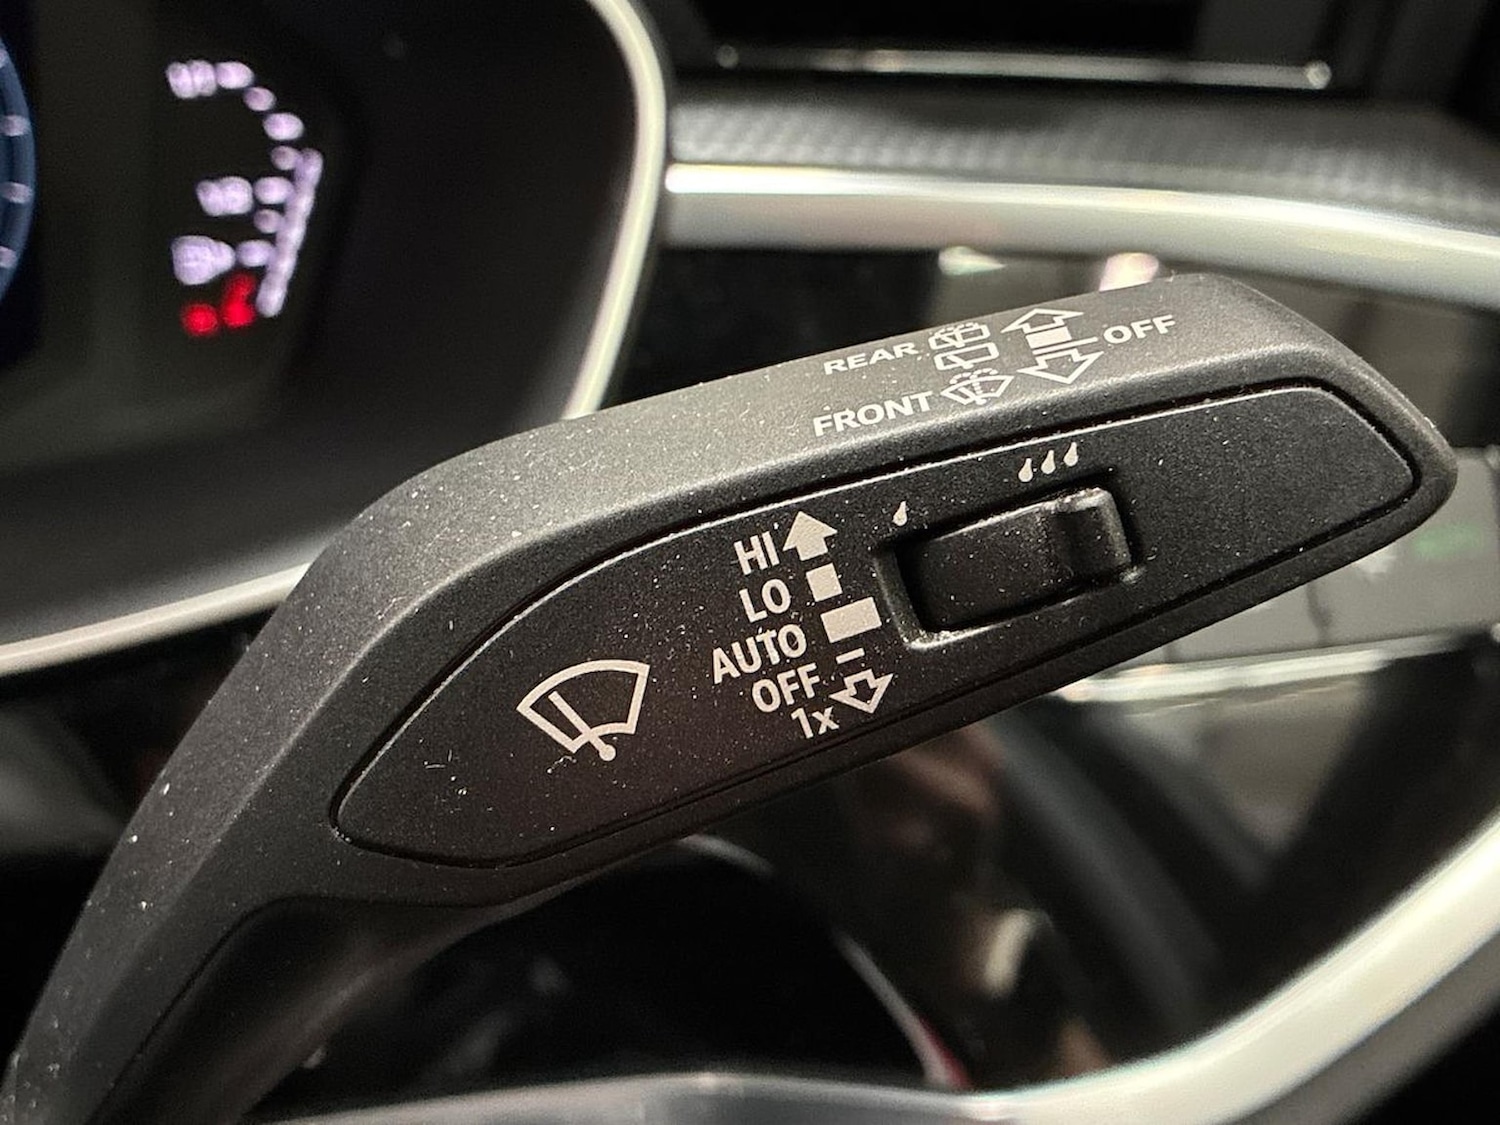 REAR OFF
FRONT
HI
LO
AUTO
OFF
1x